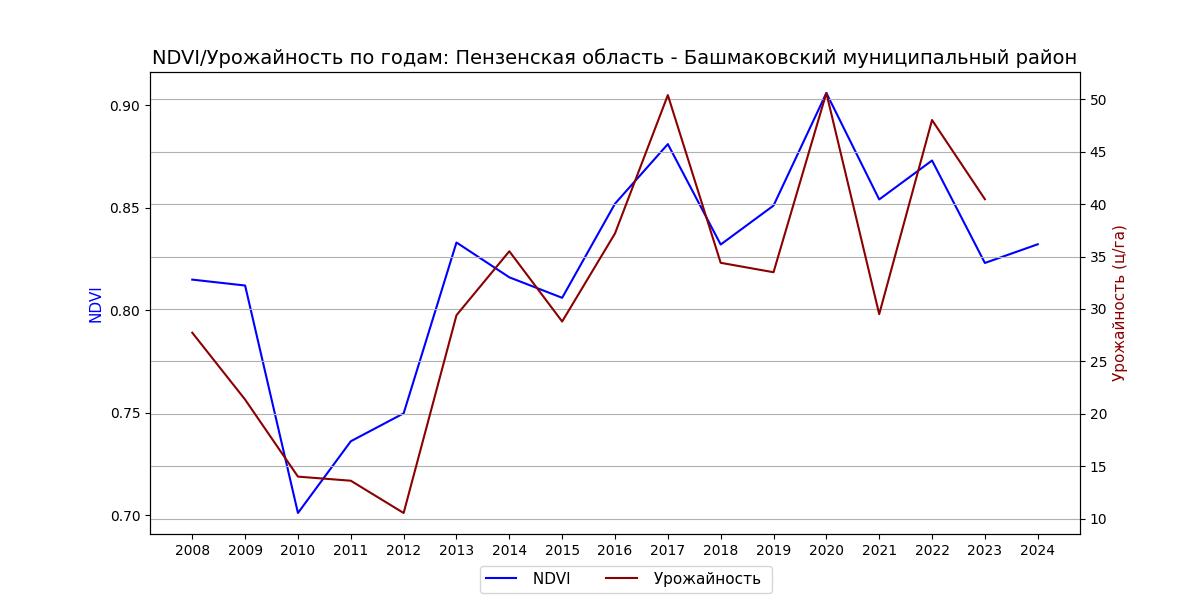 NDVI/Урожайность по годам: Пензенская область - Башмаковский муниципальный район
0.90
0.85
0.80
0.75
0.70
NDVI
50
45
40
35
30
25
20
15
10
Урожайность (ц/га)
2008 2009 2010 2011 2012 2013 2014 2015 2016 2017 2018 2019 2020 2021 2022 2023 2024
NDVI Урожайность